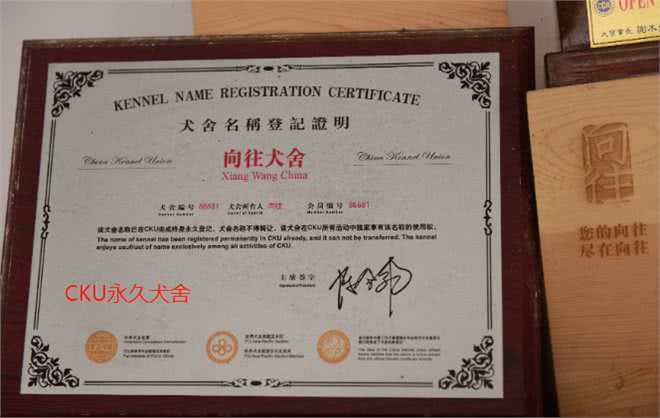 KENNEL NAME REGISTRATION CERTIFICATE
犬舍名稱登記證明
China Kennel Union
向往犬舍
China Kennel Union
Xiang Wang China
犬舍编号 86681 犬舍所有人 向往 会员编号 86681
该犬舍名称已在CKU完成终身永久登记，犬舍名称不得转让，该犬舍在CKU所有活动中独家享有该名称的使用权。
The name of kennel has been registered permanently in CKU already, and it can not be transferred. The kennel
enjoys usufruct of name exclusively among all activities of CKU.
主席签字
CKU永久犬舍
OPEN
向往
您的向往
尽在向往